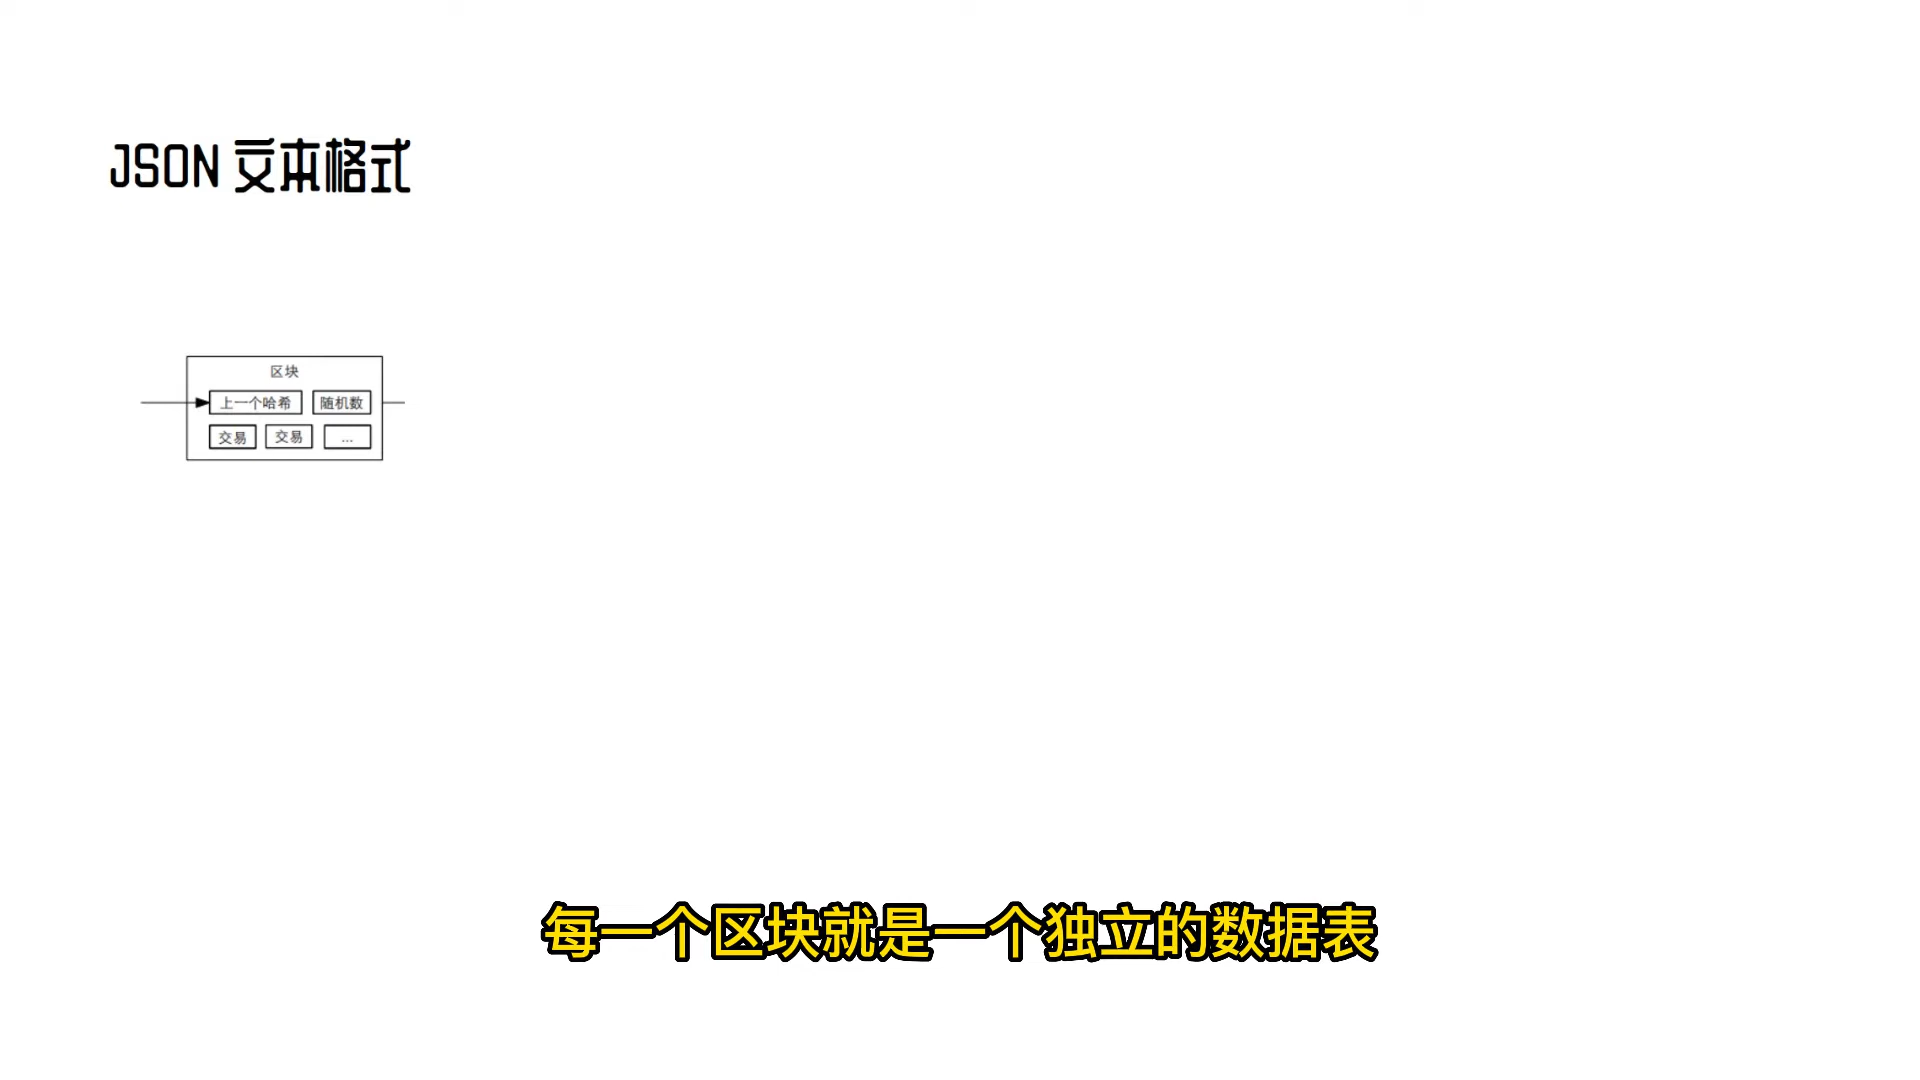 JSON 文本格式
区块
上一个哈希 随机数
交易 交易 ...
每一个区块就是一个独立的数据表